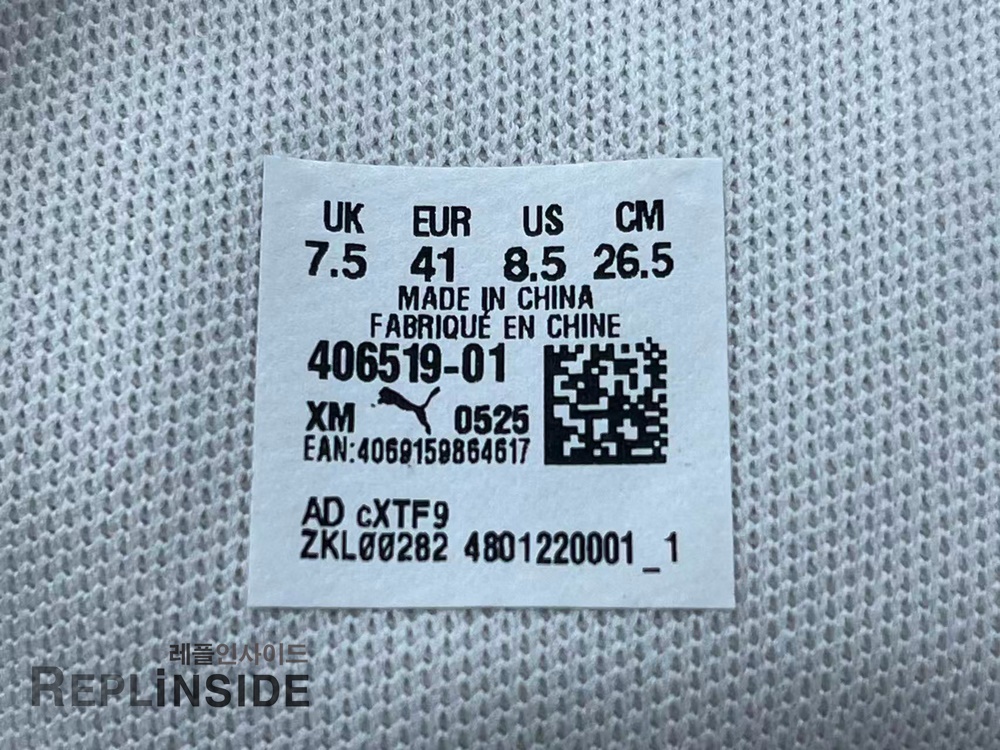 UK EUR US CM
7.5 41 8.5 26.5
MADE IN CHINA
FABRIQUÉ EN CHINE
406519-01
XM 0525
EAN:4069159864617
AD cXTF9
ZKL00282 4801220001_1
레플인사이드
REPLINSIDE